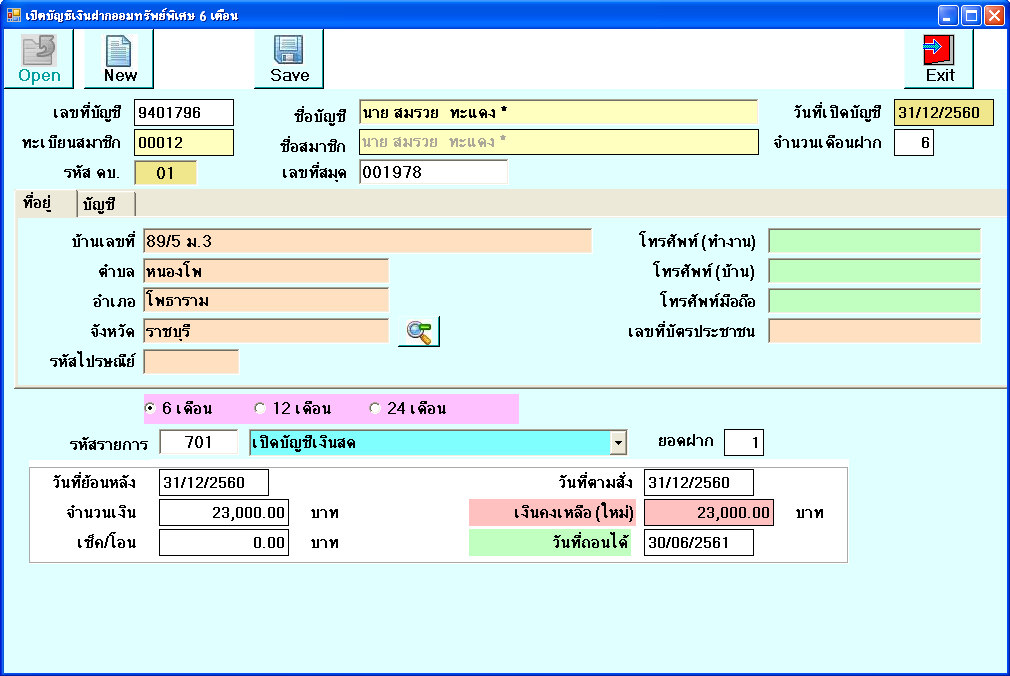 เปิดบัญชีเงินฝากออมทรัพย์พิเศษ 6 เดือน
Open New Save Exit
เลขที่บัญชี 9401796 ชื่อบัญชี นาย สมรวย ทะแดง * วันที่เปิดบัญชี 31/12/2560
ทะเบียนสมาชิก 00012 ชื่อสมาชิก นาย สมรวย ทะแดง * จำนวนเดือนฝาก 6
รหัส ดบ. 01 เลขที่สมุด 001978
ที่อยู่ บัญชี
บ้านเลขที่ 89/5 ม.3 โทรศัพท์(ทำงาน)
ตำบล หนองโพ โทรศัพท์(บ้าน)
อำเภอ โพธาราม โทรศัพท์มือถือ
จังหวัด ราชบุรี เลขที่บัตรประชาชน
รหัสไปรษณีย์
6 เดือน 12 เดือน 24 เดือน
รหัสรายการ 701 เปิดบัญชีเงินสด ยอดฝาก 1
วันที่ย้อนหลัง 31/12/2560 วันที่ตามสั่ง 31/12/2560
จำนวนเงิน 23,000.00 บาท เงินคงเหลือ(ใหม่) 23,000.00 บาท
เช็ค/โอน 0.00 บาท วันที่ถอนได้ 30/06/2561